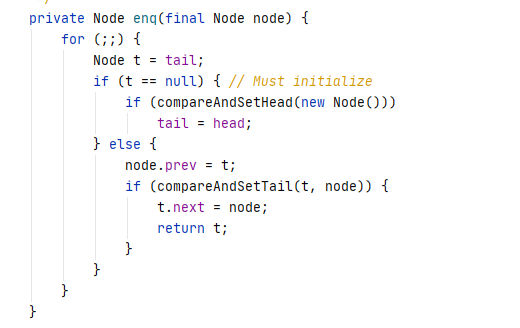 private Node enq(final Node node) {
for (;;) {
Node t = tail;
if (t == null) { // Must initialize
if (compareAndSetHead(new Node()))
tail = head;
} else {
node.prev = t;
if (compareAndSetTail(t, node)) {
t.next = node;
return t;
}
}
}
}